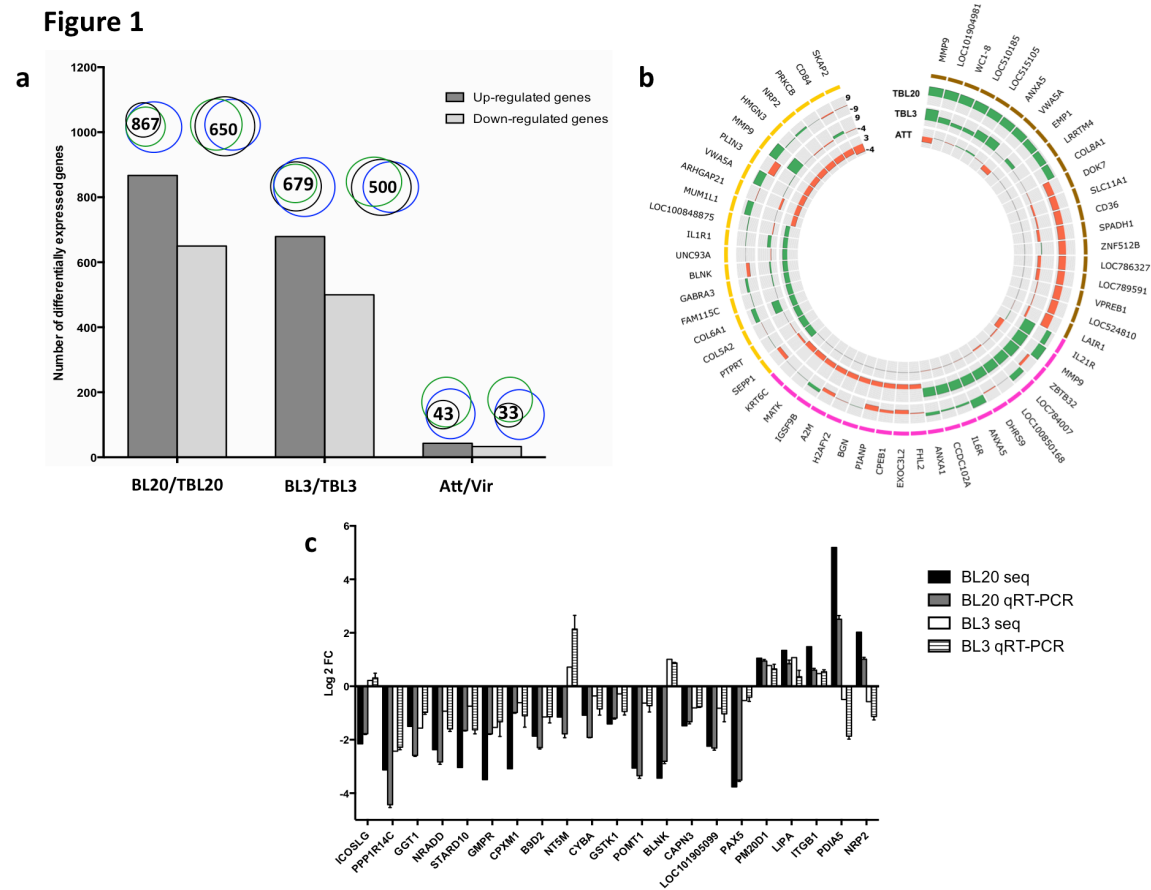 Figure 1
a
Number of differentially expressed genes
1200
1000
800
600
400
200
0
867
650
679
500
43
33
Up-regulated genes
Down-regulated genes
BL20/TBL20
BL3/TBL3
Att/Vir
b
TBL20
TBL3
ATT
9
-9
9
-4
3
-4
MMP9
LOC101904981
WC1-8
LOC510185
LOC515105
ANXA5
VWA5A
EMP1
LRRTM4
COL8A1
DOK7
SLC11A1
CD36
SPADH1
ZNF512B
LOC786327
LOC789591
VPREB1
LOC524810
LAIR1
IL21R
MMP9
ZBTB32
LOC784007
LOC100850168
DHRS9
ANXA5
IL6R
CCDC102A
ANXA1
FHL2
EXOC3L2
CPEB1
PIANP
BGN
H2AFY2
A2M
IGSF9B
MATK
KRT6C
SEPP1
PTPRT
COL5A2
COL6A1
FAM115C
GABRA3
BLNK
UNC93A
IL1R1
LOC100848875
MUM1L1
ARHGAP21
VWA5A
PLIN3
MMP9
HMGN3
NRP2
PRKCB
CD84
SKAP2
c
Log 2 FC
6
4
2
0
-2
-4
ICOSLG
PPP1R14C
GGT1
NRADD
STARD10
GMPR
CPXM1
B9D2
NT5M
CYBA
GSTK1
POMT1
BLNK
CAPN3
LOC101905099
PAX5
PM20D1
LIPA
ITGB1
PDIA5
NRP2
BL20 seq
BL20 qRT-PCR
BL3 seq
BL3 qRT-PCR